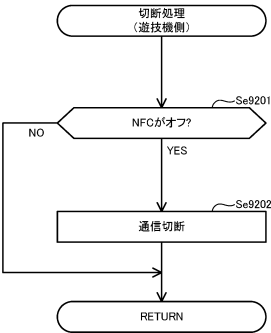 切断処理
(遊技機側)
Se9201
NFCがオフ?
NO
YES
Se9202
通信切断
RETURN